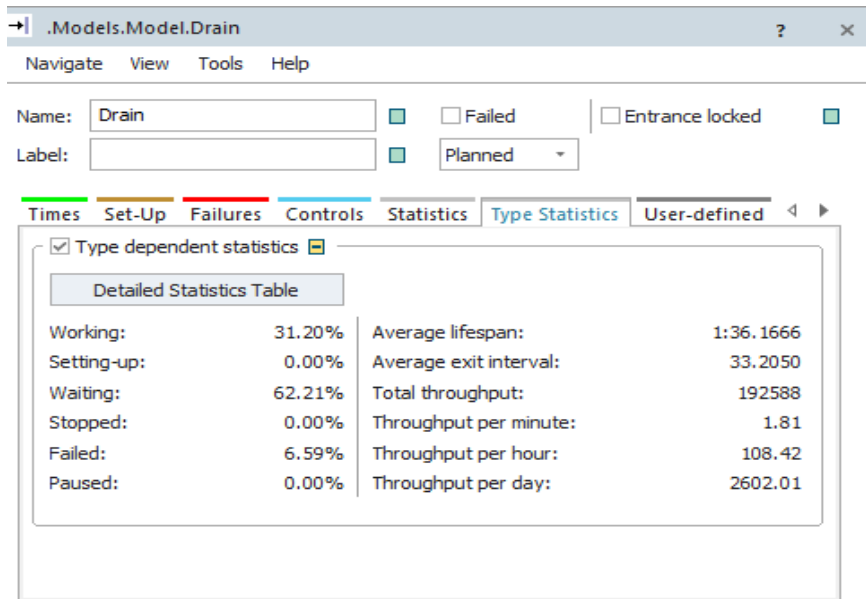 .Models.Model.Drain ? ×
Navigate View Tools Help
Name: Drain Failed Entrance locked
Label: Planned
Times Set-Up Failures Controls Statistics Type Statistics User-defined
Type dependent statistics
Detailed Statistics Table
Working: 31.20% Average lifespan: 1:36.1666
Setting-up: 0.00% Average exit interval: 33.2050
Waiting: 62.21% Total throughput: 192588
Stopped: 0.00% Throughput per minute: 1.81
Failed: 6.59% Throughput per hour: 108.42
Paused: 0.00% Throughput per day: 2602.01